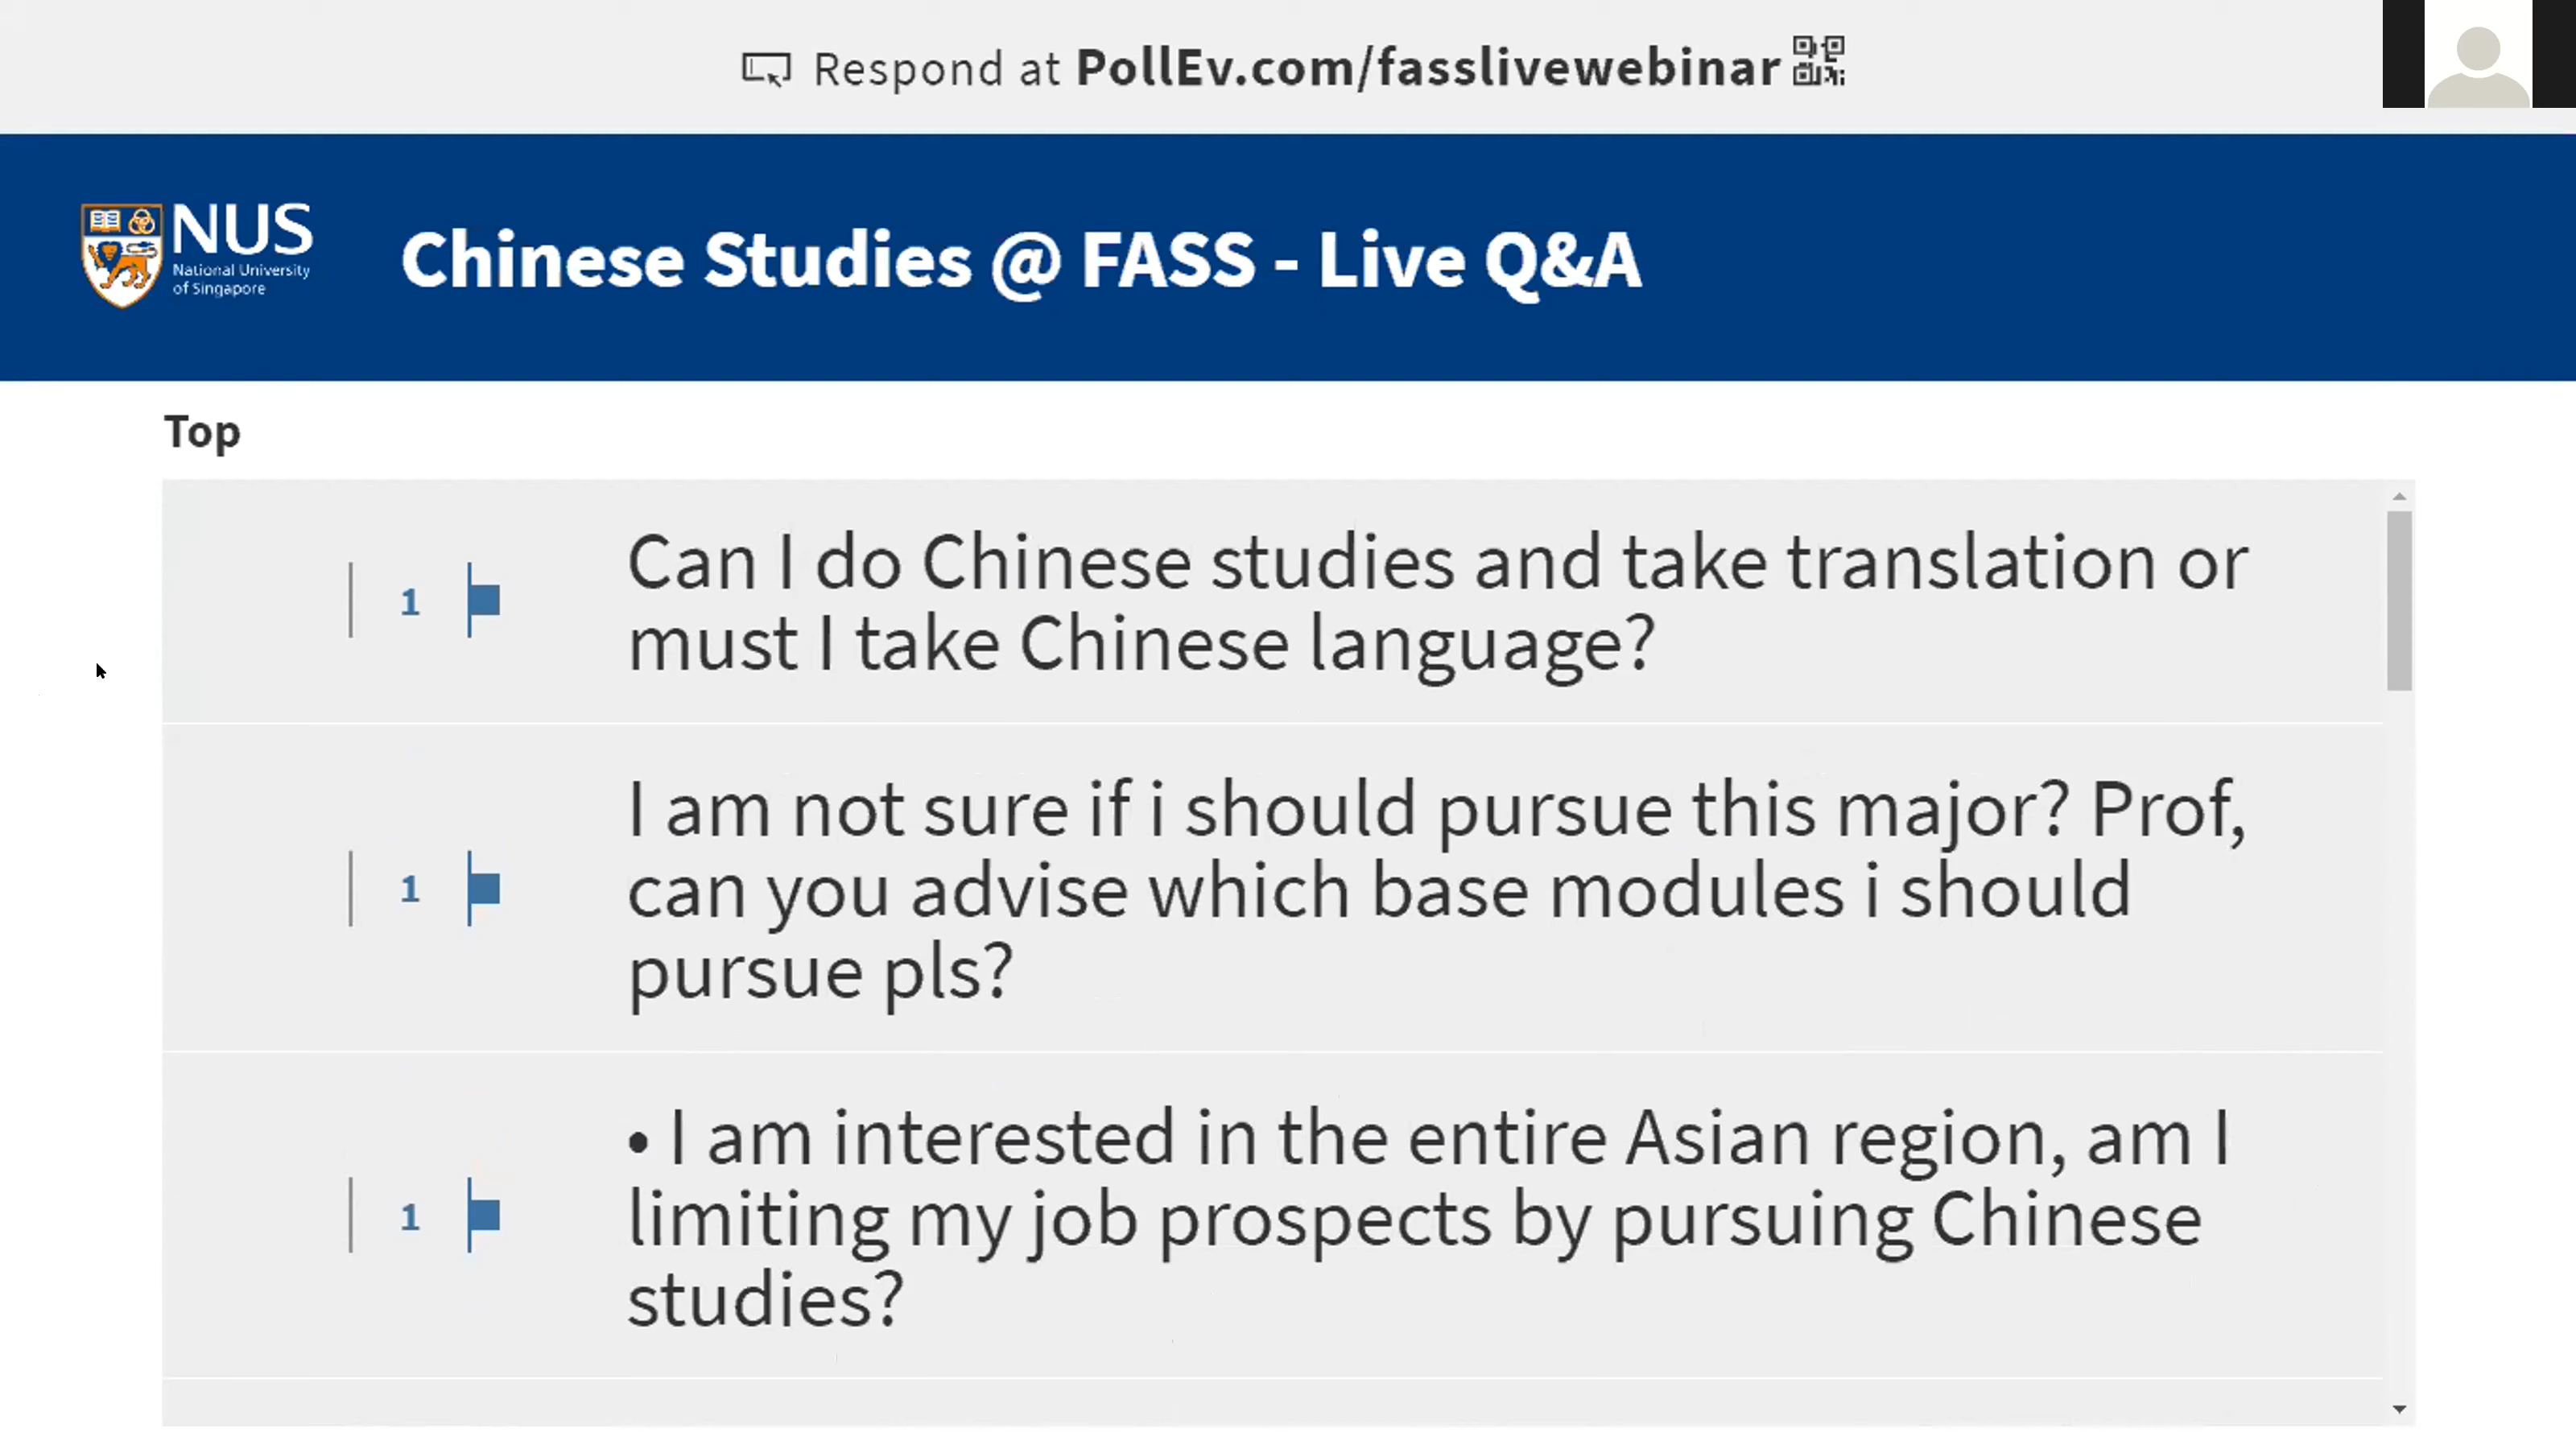 Respond at PollEv.com/fasslivewebinar
NUS
National University
of Singapore
Chinese Studies @ FASS - Live Q&A
Top
1
Can I do Chinese studies and take translation or
must I take Chinese language?
1
I am not sure if i should pursue this major? Prof,
can you advise which base modules i should
pursue pls?
1
• I am interested in the entire Asian region, am I
limiting my job prospects by pursuing Chinese
studies?